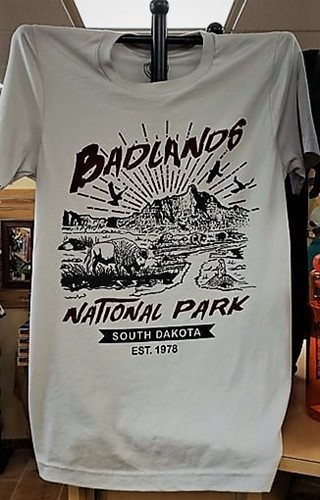 BADLANDS
NATIONAL PARK
SOUTH DAKOTA
EST. 1978